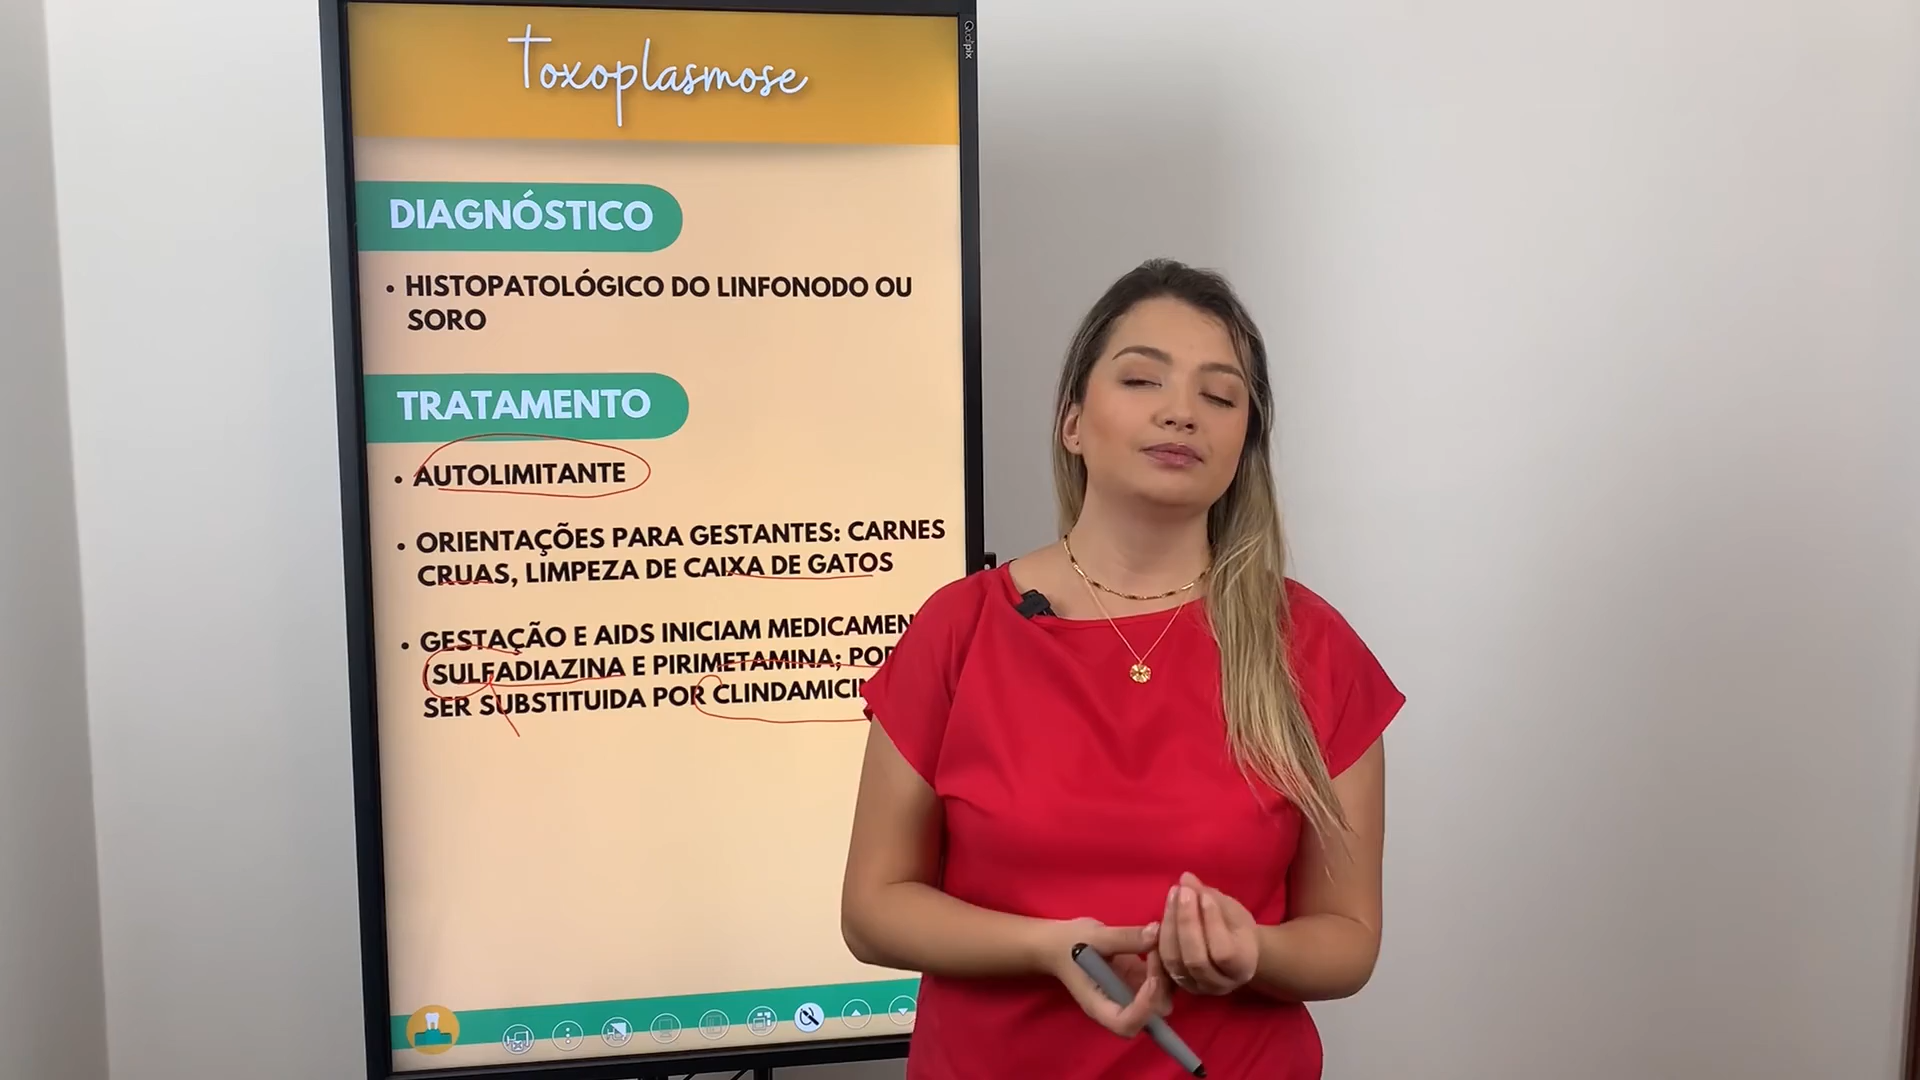 Qualpix
Toxoplasmose
DIAGNÓSTICO
• HISTOPATOLÓGICO DO LINFONODO OU
SORO
TRATAMENTO
• AUTOLIMITANTE
• ORIENTAÇÕES PARA GESTANTES: CARNES
CRUAS, LIMPEZA DE CAIXA DE GATOS
• GESTAÇÃO E AIDS INICIAM
(SULFADIAZINA E PIRIMETAMINA;
SER SUBSTITUIDA POR